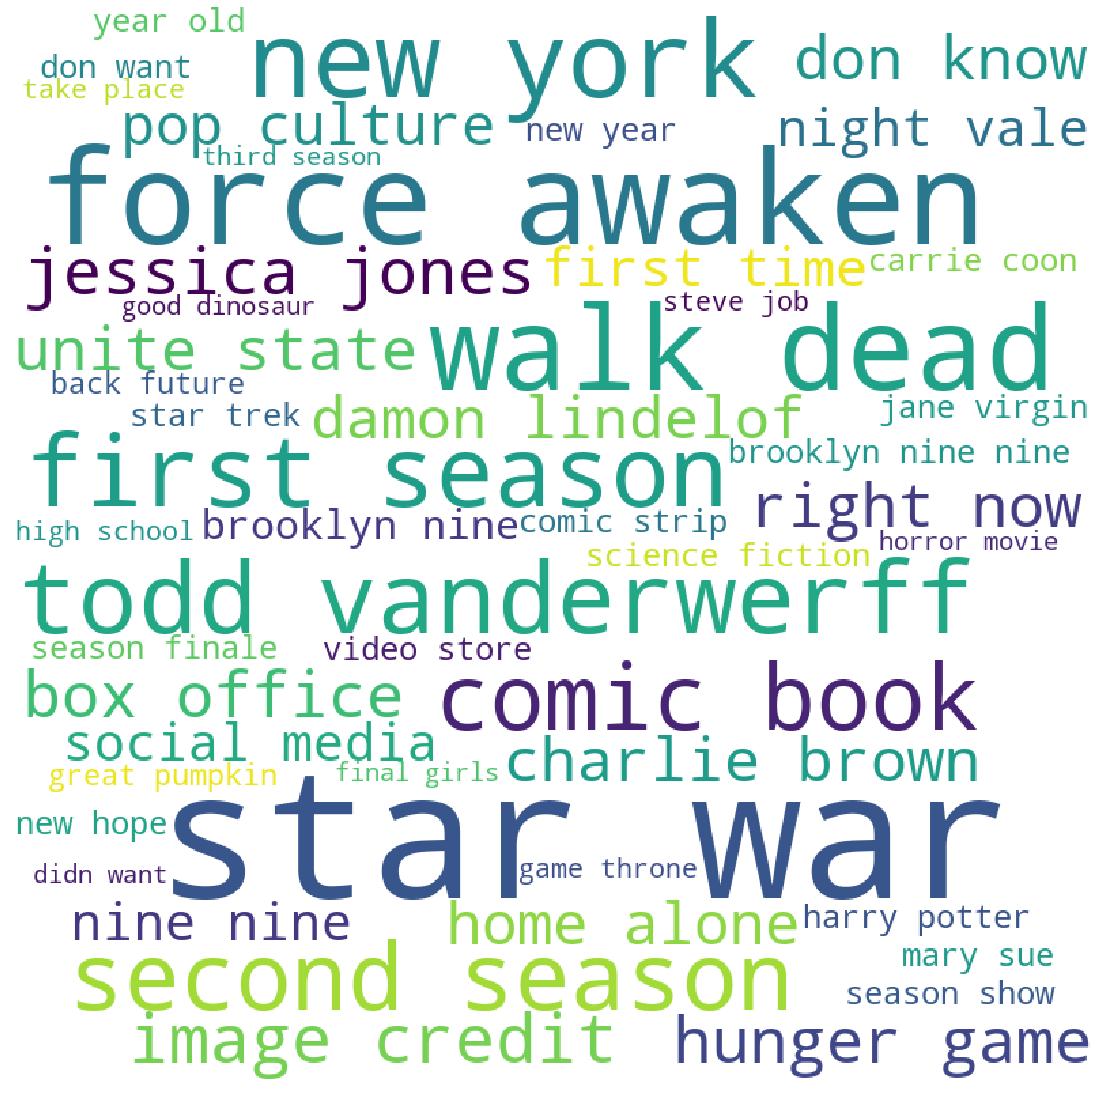 year old
new york
don know
don want
take place
pop culture
new year
night vale
third season
force awaken
jessica jones
first time
carrie coon
good dinosaur
steve job
unite state
walk dead
back future
star trek
damon lindelof
jane virgin
first season
brooklyn nine nine
right now
high school
brooklyn nine
comic strip
science fiction
horror movie
todd vanderwerff
season finale
video store
box office
comic book
social media
charlie brown
great pumpkin
final girls
star war
new hope
didn want
game throne
nine nine
home alone
harry potter
mary sue
second season
season show
image credit
hunger game